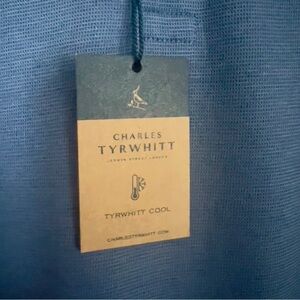 CHARLES
TYRWHITT
JERMYN STREET LONDON
TYRWHITT COOL
CHARLESTYRWHITT.COM